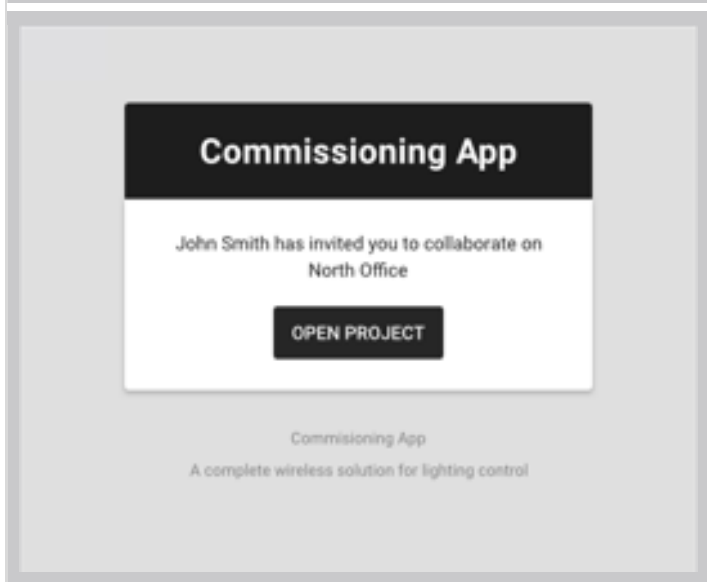 Commissioning App
John Smith has invited you to collaborate on
North Office
OPEN PROJECT
Commisioning App
A complete wireless solution for lighting control